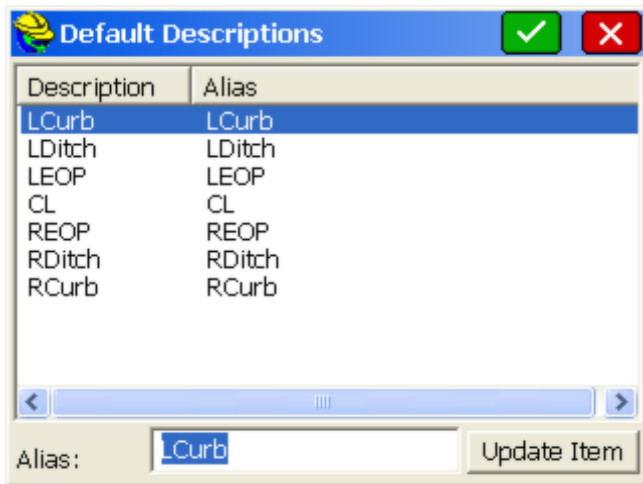 Default Descriptions
Description Alias
LCurb LCurb
LDitch LDitch
LEOP LEOP
CL CL
REOP REOP
RDitch RDitch
RCurb RCurb
Alias: LCurb Update Item